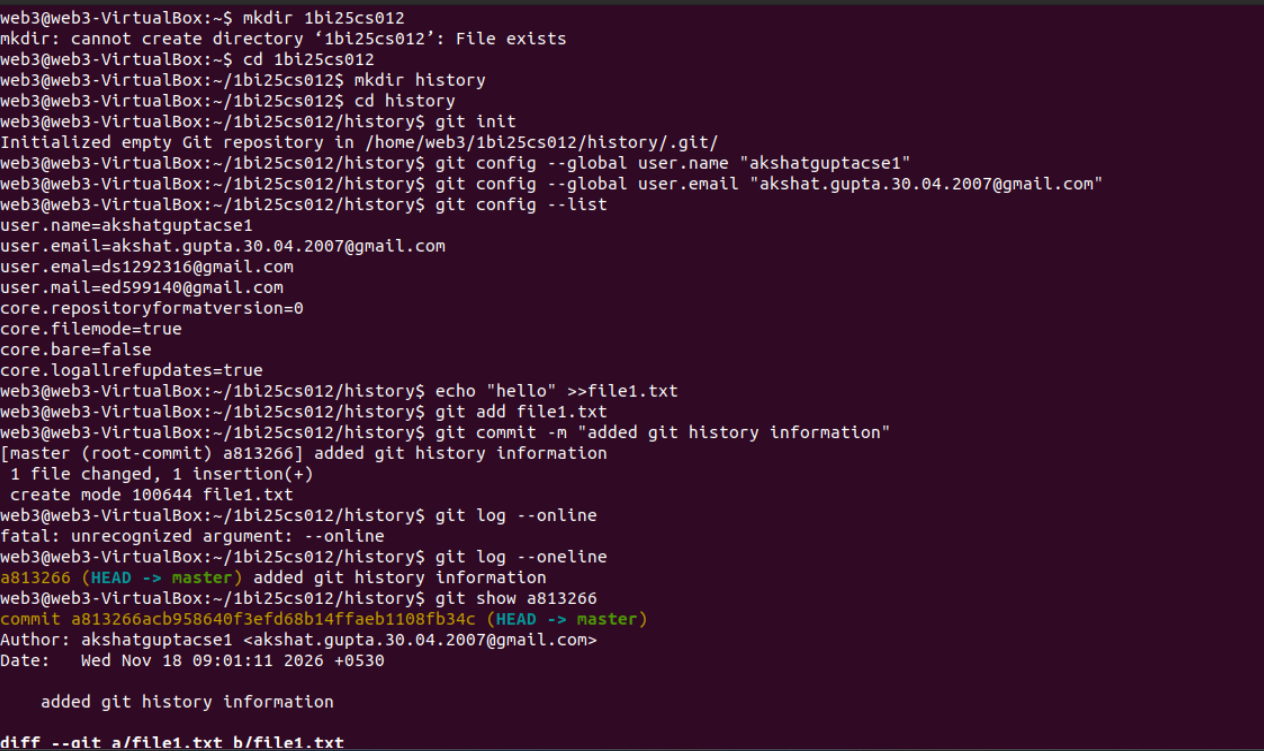 web3@web3-VirtualBox:~$ mkdir 1bi25cs012
mkdir: cannot create directory ‘1bi25cs012’: File exists
web3@web3-VirtualBox:~$ cd 1bi25cs012
web3@web3-VirtualBox:~/1bi25cs012$ mkdir history
web3@web3-VirtualBox:~/1bi25cs012$ cd history
web3@web3-VirtualBox:~/1bi25cs012/history$ git init
Initialized empty Git repository in /home/web3/1bi25cs012/history/.git/
web3@web3-VirtualBox:~/1bi25cs012/history$ git config --global user.name "akshatguptacse1"
web3@web3-VirtualBox:~/1bi25cs012/history$ git config --global user.email "akshat.gupta.30.04.2007@gmail.com"
web3@web3-VirtualBox:~/1bi25cs012/history$ git config --list
user.name=akshatguptacse1
user.email=akshat.gupta.30.04.2007@gmail.com
user.emal=ds1292316@gmail.com
user.mail=ed599140@gmail.com
core.repositoryformatversion=0
core.filemode=true
core.bare=false
core.logallrefupdates=true
web3@web3-VirtualBox:~/1bi25cs012/history$ echo "hello" >>file1.txt
web3@web3-VirtualBox:~/1bi25cs012/history$ git add file1.txt
web3@web3-VirtualBox:~/1bi25cs012/history$ git commit -m "added git history information"
[master (root-commit) a813266] added git history information
 1 file changed, 1 insertion(+)
 create mode 100644 file1.txt
web3@web3-VirtualBox:~/1bi25cs012/history$ git log --online
fatal: unrecognized argument: --online
web3@web3-VirtualBox:~/1bi25cs012/history$ git log --oneline
a813266 (HEAD -> master) added git history information
web3@web3-VirtualBox:~/1bi25cs012/history$ git show a813266
commit a813266acb958640f3efd68b14ffaeb1108fb34c (HEAD -> master)
Author: akshatguptacse1 <akshat.gupta.30.04.2007@gmail.com>
Date:   Wed Nov 18 09:01:11 2026 +0530
    added git history information
diff --git a/file1.txt b/file1.txt